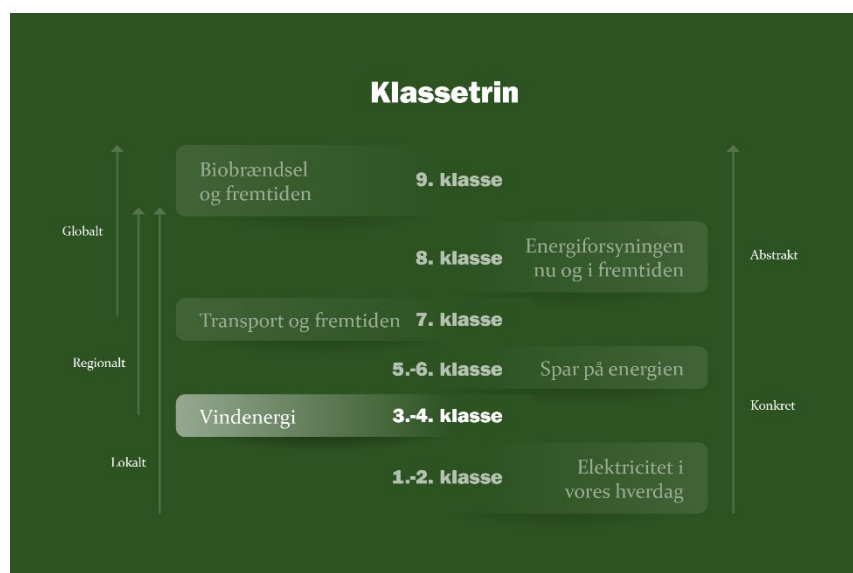 Klassetrin
Biobrændsel
og fremtiden
9. klasse
Globalt
8. klasse
Energiforsyningen
nu og i fremtiden
Abstrakt
Transport og fremtiden
7. klasse
Regionalt
5.-6. klasse
Spar på energien
Vindenergi
3.-4. klasse
Konkret
Lokalt
1.-2. klasse
Elektricitet i
vores hverdag